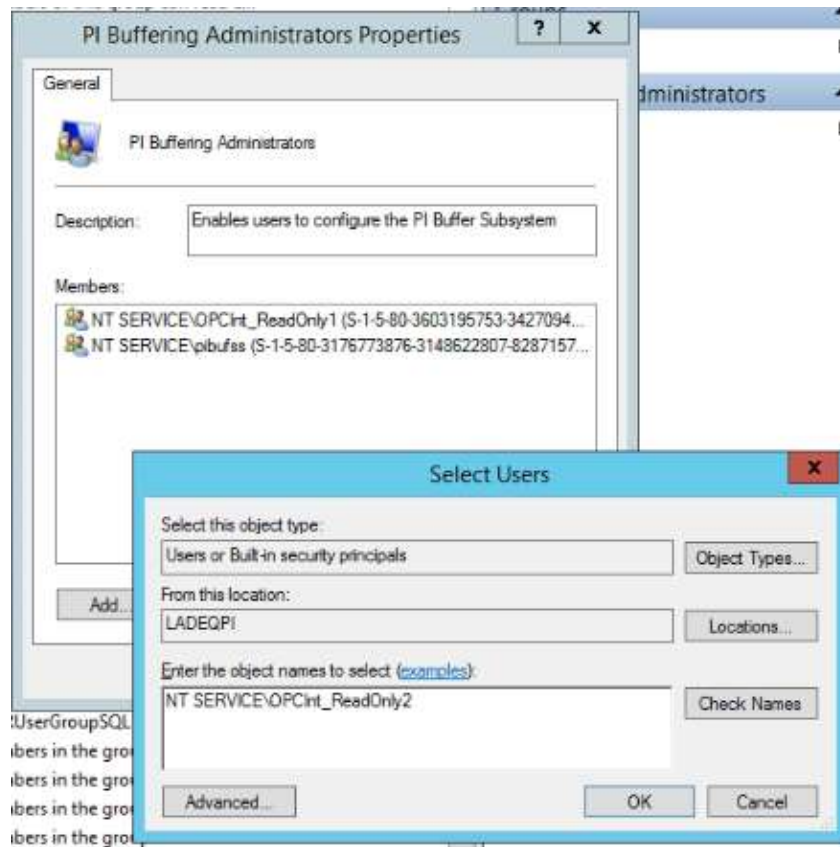 PI Buffering Administrators Properties
?
x
General
dministrators
PI Buffering Administrators
Description:
Enables users to configure the PI Buffer Subsystem
Members:
NT SERVICE\OPCInt_ReadOnly1 (S-1-5-80-3603195753-3427094...
NT SERVICE\pibufss (S-1-5-80-3176773876-3148622807-8287157...
Add...
Select Users
x
Select this object type:
Users or Built-in security principals
Object Types...
From this location:
LADEQPI
Locations...
Enter the object names to select (examples):
NT SERVICE\OPCInt_ReadOnly2
Check Names
Advanced...
OK
Cancel
UserGroupSQL
bers in the gro
bers in the gro
bers in the gro
bers in the gro